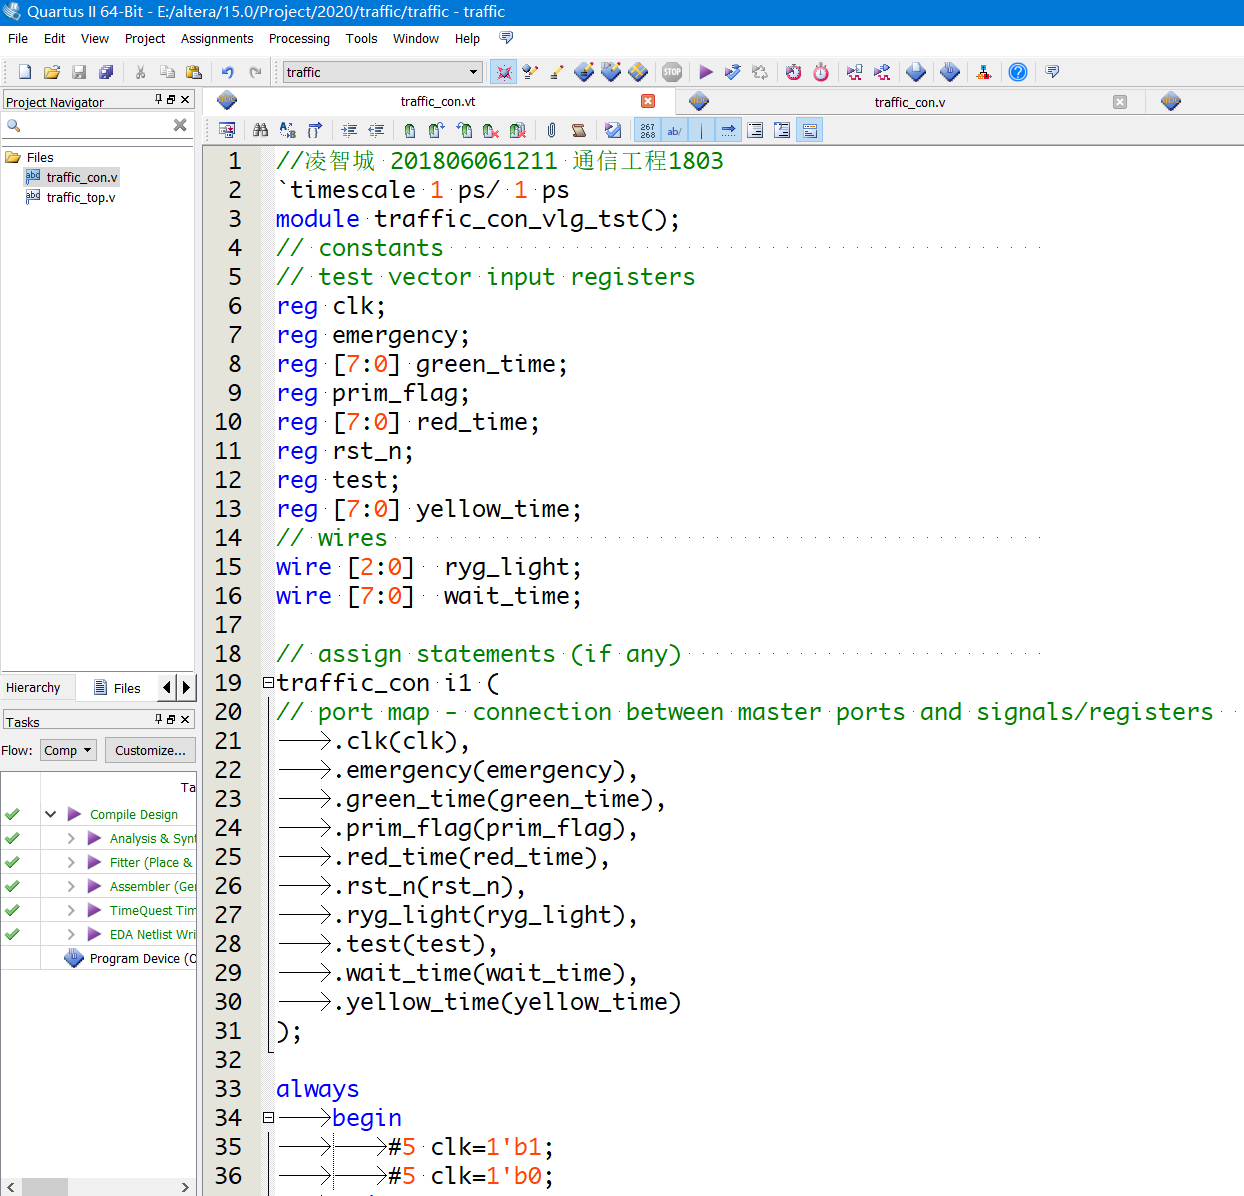 Quartus II 64-Bit - E:/altera/15.0/Project/2020/traffic/traffic - traffic
File Edit View Project Assignments Processing Tools Window Help
traffic
Project Navigator
Files
traffic_con.v
traffic_top.v
Hierarchy Files
Tasks
Flow: Comp Customize...
Ta
Compile Design
Analysis & Synt
Fitter (Place &
Assembler (Ger
TimeQuest Tim
EDA Netlist Wri
Program Device (O
traffic_con.vt traffic_con.v
267 268 ab/
1 //凌智城 201806061211 通信工程1803
2 `timescale 1 ps/ 1 ps
3 module traffic_con_vlg_tst();
4 // constants
5 // test vector input registers
6 reg clk;
7 reg emergency;
8 reg [7:0] green_time;
9 reg prim_flag;
10 reg [7:0] red_time;
11 reg rst_n;
12 reg test;
13 reg [7:0] yellow_time;
14 // wires
15 wire [2:0] ryg_light;
16 wire [7:0] wait_time;
17
18 // assign statements (if any)
19 traffic_con i1 (
20 // port map - connection between master ports and signals/registers
21 .clk(clk),
22 .emergency(emergency),
23 .green_time(green_time),
24 .prim_flag(prim_flag),
25 .red_time(red_time),
26 .rst_n(rst_n),
27 .ryg_light(ryg_light),
28 .test(test),
29 .wait_time(wait_time),
30 .yellow_time(yellow_time)
31 );
32
33 always
34 begin
35 #5 clk=1'b1;
36 #5 clk=1'b0;